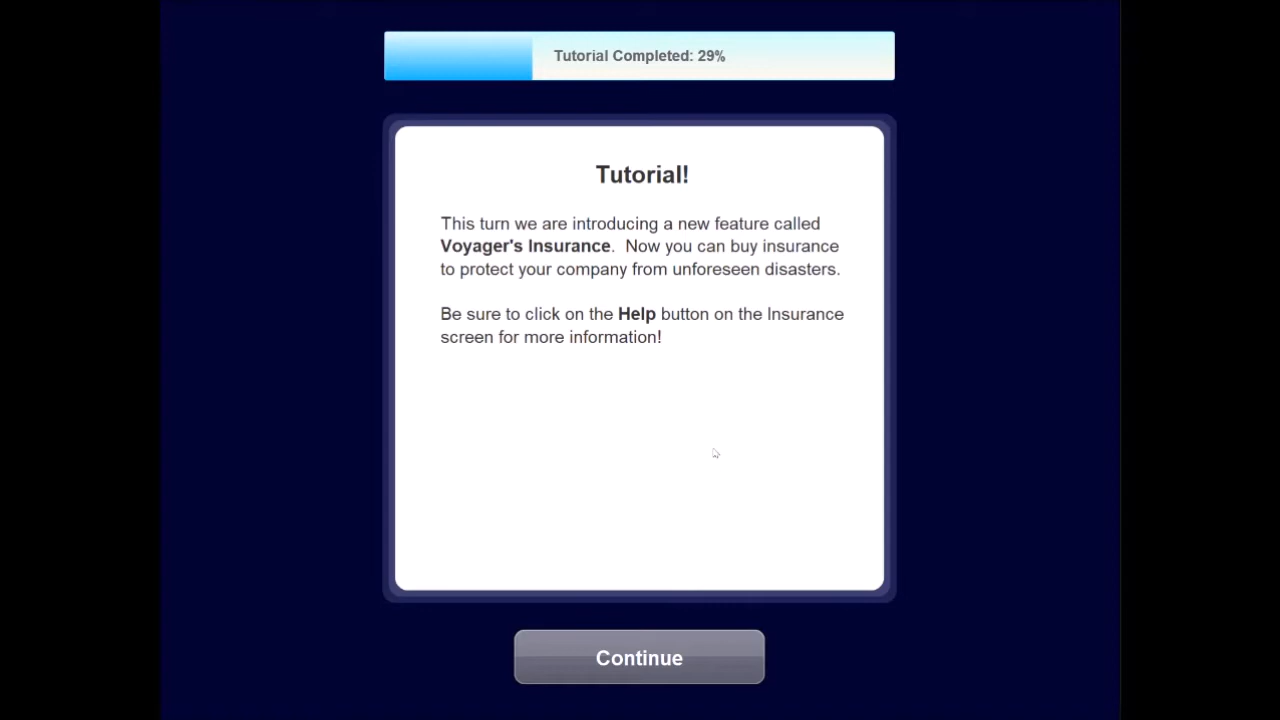 Tutorial Completed: 29%
Tutorial!
This turn we are introducing a new feature called
Voyager's Insurance.  Now you can buy insurance
to protect your company from unforeseen disasters.
Be sure to click on the Help button on the Insurance
screen for more information!
Continue